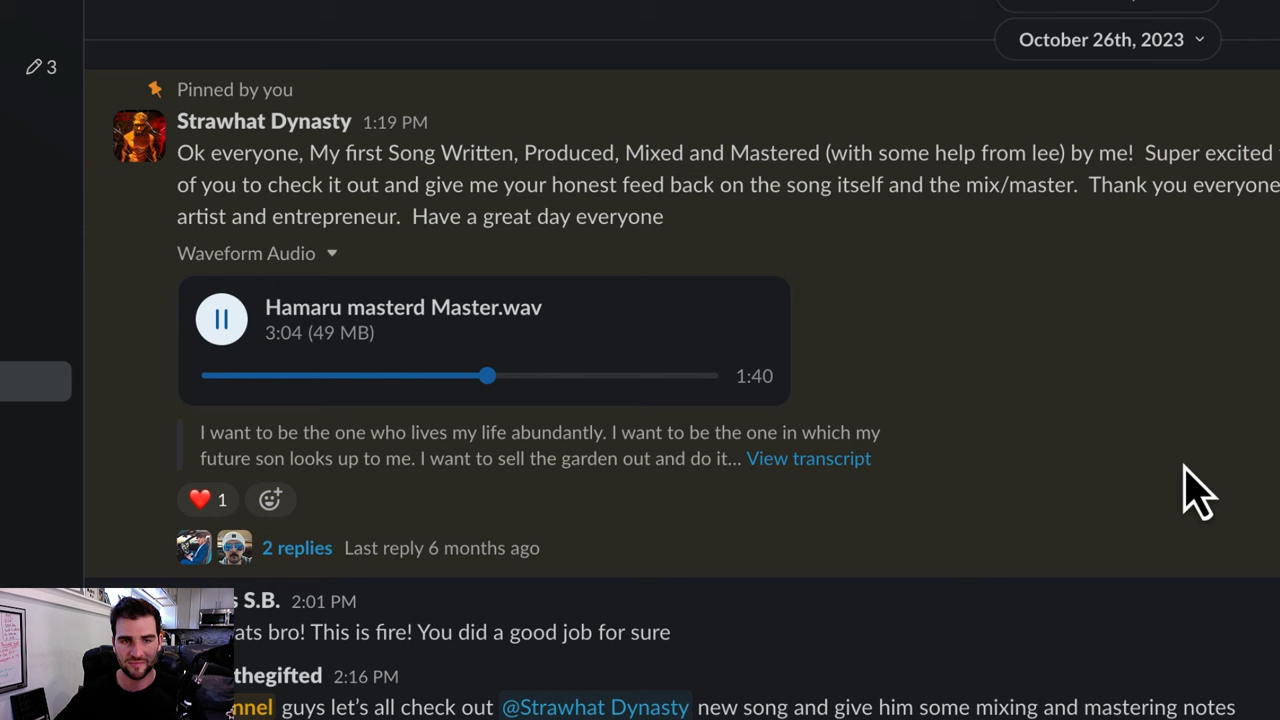 October 26th, 2023
3
Pinned by you
Strawhat Dynasty 1:19 PM
Ok everyone, My first Song Written, Produced, Mixed and Mastered (with some help from lee) by me! Super excited
of you to check it out and give me your honest feed back on the song itself and the mix/master. Thank you everyone
artist and entrepreneur. Have a great day everyone
Waveform Audio
Hamaru masterd Master.wav
3:04 (49 MB)
1:40
I want to be the one who lives my life abundantly. I want to be the one in which my
future son looks up to me. I want to sell the garden out and do it... View transcript
1
2 replies Last reply 6 months ago
S.B. 2:01 PM
ats bro! This is fire! You did a good job for sure
thegifted 2:16 PM
nnel guys let's all check out @Strawhat Dynasty new song and give him some mixing and mastering notes